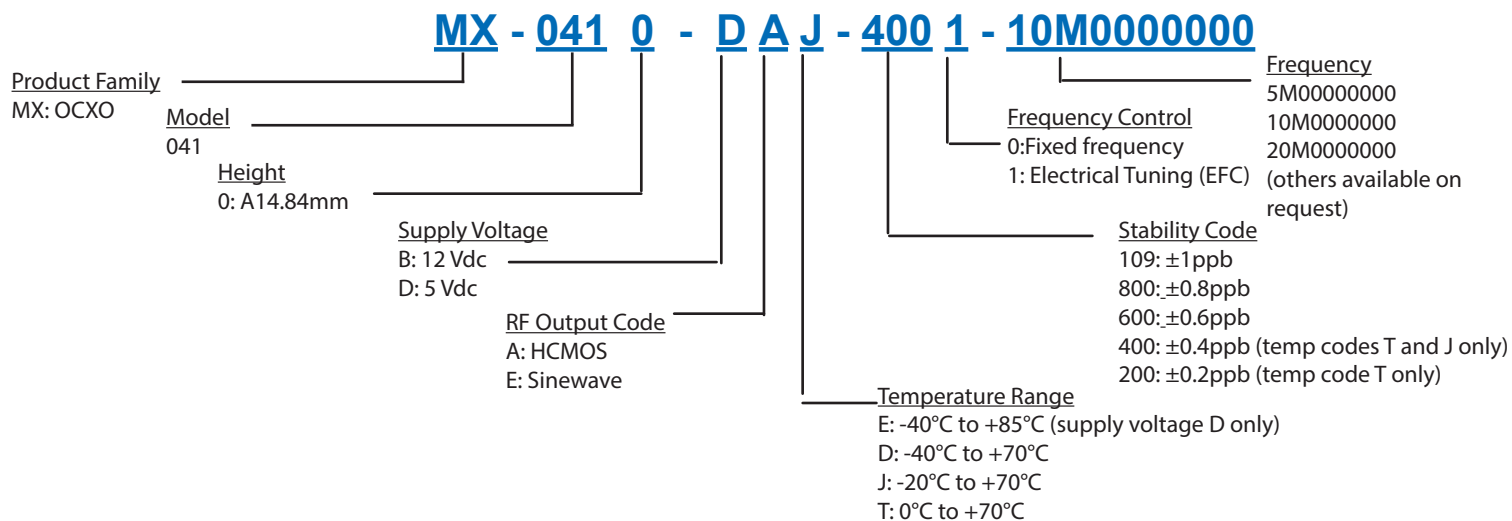 MX - 041 0 - D A J - 400 1 - 10M0000000
Product Family
MX: OCXO
Model
041
Height
0: A14.84mm
Supply Voltage
B: 12 Vdc
D: 5 Vdc
RF Output Code
A: HCMOS
E: Sinewave
Temperature Range
E: -40°C to +85°C (supply voltage D only)
D: -40°C to +70°C
J: -20°C to +70°C
T: 0°C to +70°C
Stability Code
109: ±1ppb
800: ±0.8ppb
600: ±0.6ppb
400: ±0.4ppb (temp codes T and J only)
200: ±0.2ppb (temp code T only)
Frequency Control
0:Fixed frequency
1: Electrical Tuning (EFC)
Frequency
5M00000000
10M0000000
20M0000000
(others available on
request)